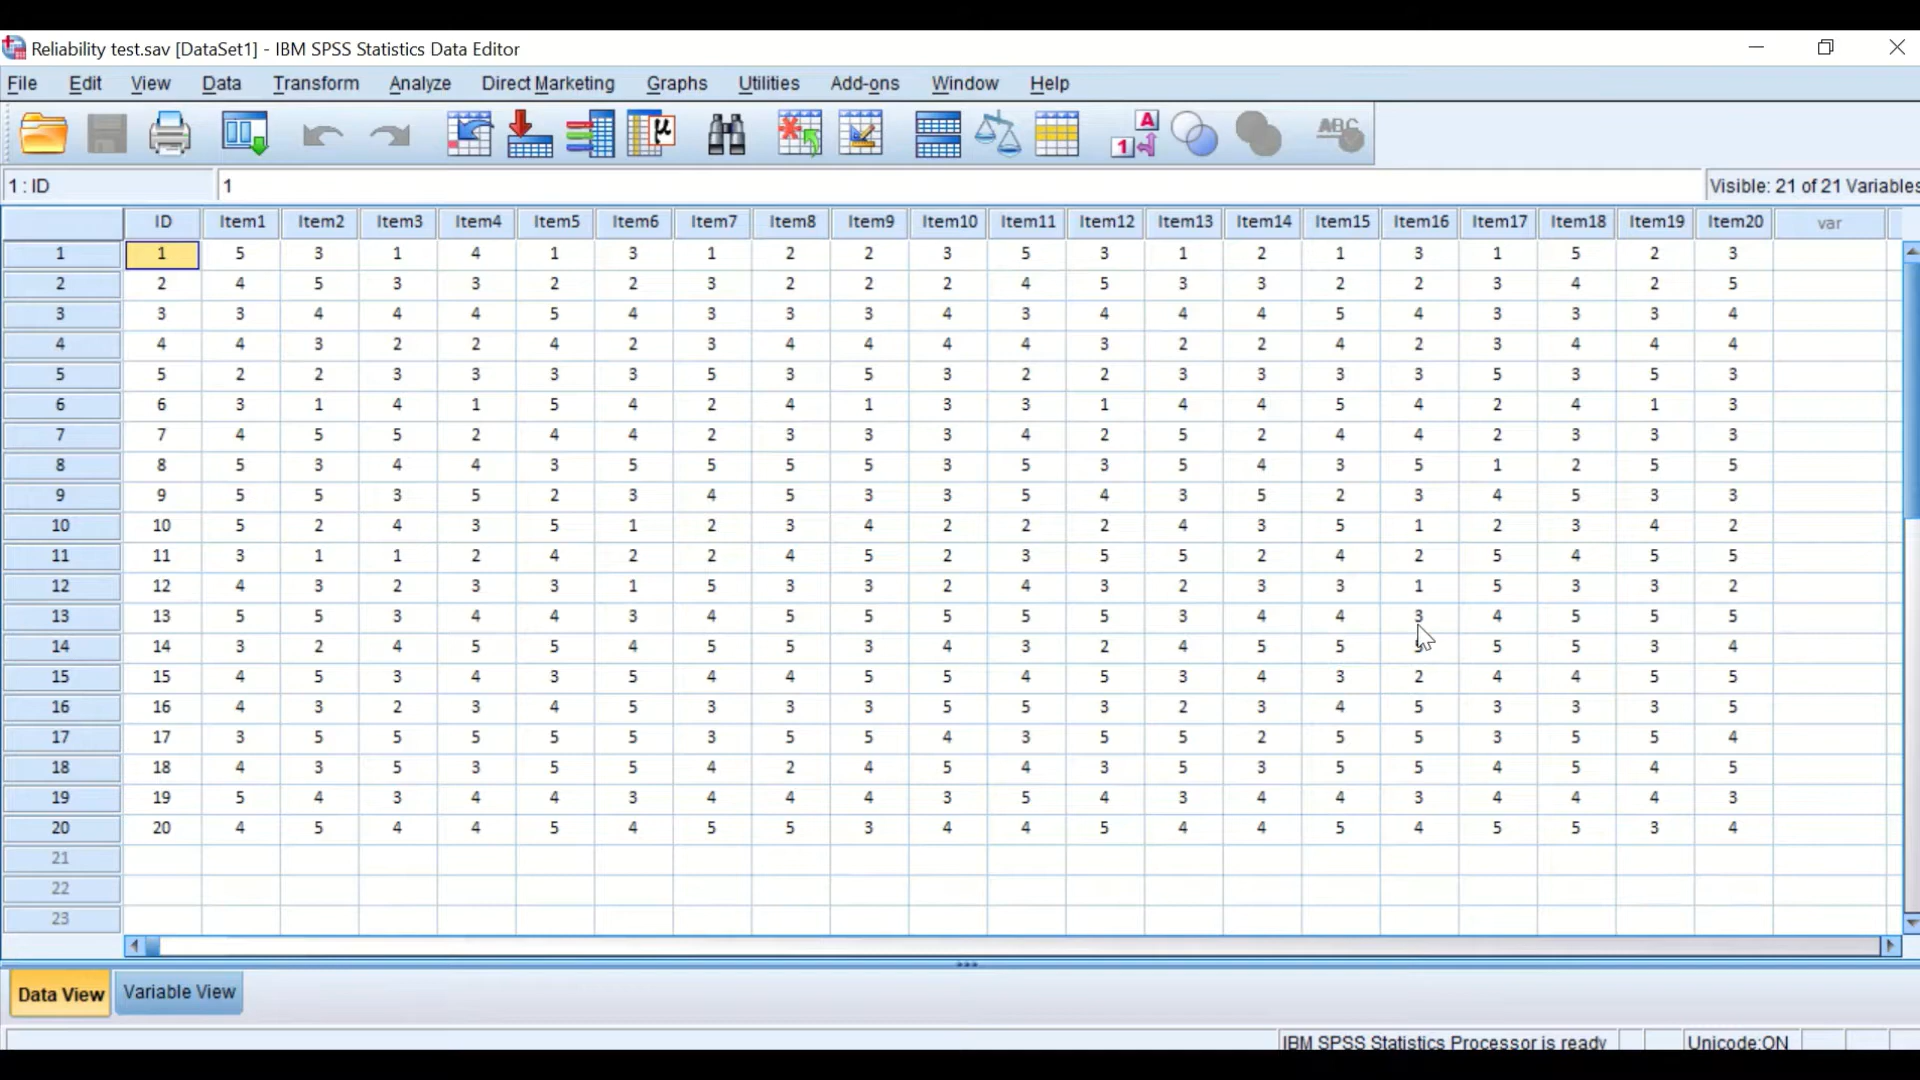 Reliability test.sav [DataSet1] - IBM SPSS Statistics Data Editor
File Edit View Data Transform Analyze Direct Marketing Graphs Utilities Add-ons Window Help
1 : ID 1 Visible: 21 of 21 Variables
ID Item1 Item2 Item3 Item4 Item5 Item6 Item7 Item8 Item9 Item10 Item11 Item12 Item13 Item14 Item15 Item16 Item17 Item18 Item19 Item20 var
1 1 5 3 1 4 1 3 1 2 2 3 5 3 1 2 1 3 1 5 2 3
2 2 4 5 3 3 2 2 3 2 2 2 4 5 3 3 2 2 3 4 2 5
3 3 3 4 4 4 5 4 3 3 3 4 3 4 4 4 5 4 3 3 3 4
4 4 4 3 2 2 4 2 3 4 4 4 4 3 2 2 4 2 3 4 4 4
5 5 2 2 3 3 3 3 5 3 5 3 2 2 3 3 3 3 5 3 5 3
6 6 3 1 4 1 5 4 2 4 1 3 3 1 4 4 5 4 2 4 1 3
7 7 4 5 5 2 4 4 2 3 3 3 4 2 5 2 4 4 2 3 3 3
8 8 5 3 4 4 3 5 5 5 5 3 5 3 5 4 3 5 1 2 5 5
9 9 5 5 3 5 2 3 4 5 3 3 5 4 3 5 2 3 4 5 3 3
10 10 5 2 4 3 5 1 2 3 4 2 2 2 4 3 5 1 2 3 4 2
11 11 3 1 1 2 4 2 2 4 5 2 3 5 5 2 4 2 5 4 5 5
12 12 4 3 2 3 3 1 5 3 3 2 4 3 2 3 3 1 5 3 3 2
13 13 5 5 3 4 4 3 4 5 5 5 5 5 3 4 4 3 4 5 5 5
14 14 3 2 4 5 5 4 5 5 3 4 3 2 4 5 5 5 5 3 4
15 15 4 5 3 4 3 5 4 4 5 5 4 5 3 4 3 2 4 4 5 5
16 16 4 3 2 3 4 5 3 3 3 5 5 3 2 3 4 5 3 3 3 5
17 17 3 5 5 5 5 5 3 5 5 4 3 5 5 2 5 5 3 5 5 4
18 18 4 3 5 3 5 5 4 2 4 5 4 3 5 3 5 5 4 5 4 5
19 19 5 4 3 4 4 3 4 4 4 3 5 4 3 4 4 3 4 4 4 3
20 20 4 5 4 4 5 4 5 5 3 4 4 5 4 4 5 4 5 5 3 4
21
22
23
Data View Variable View
IBM SPSS Statistics Processor is ready Unicode:ON